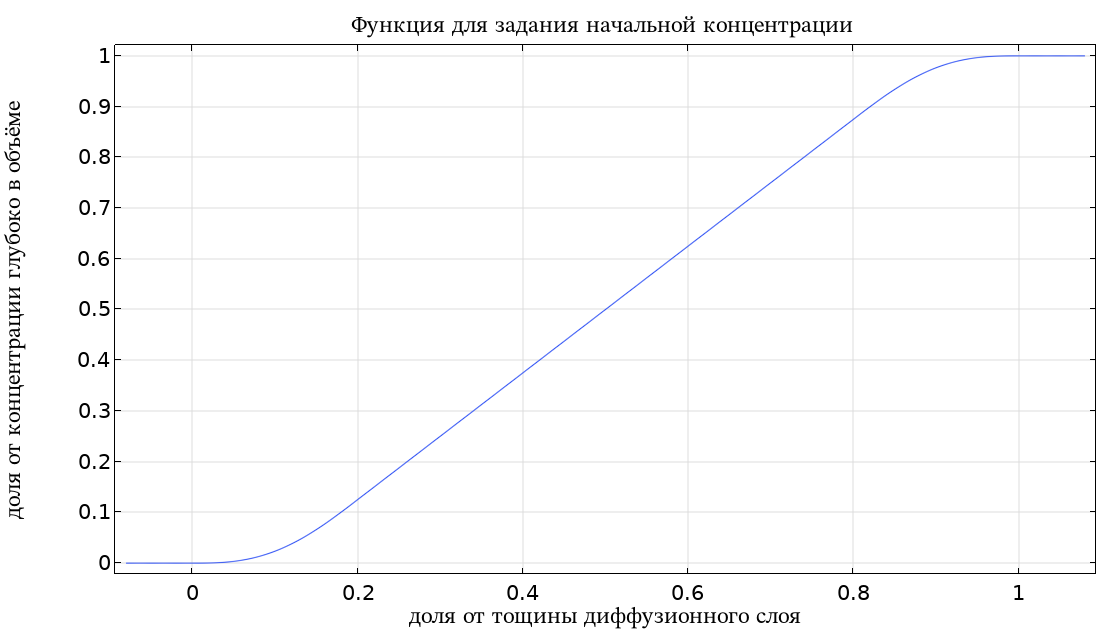 Функция для задания начальной концентрации
доля от концентрации глубоко в объёме
1
0.9
0.8
0.7
0.6
0.5
0.4
0.3
0.2
0.1
0
0 0.2 0.4 0.6 0.8 1
доля от тощины диффузионного слоя